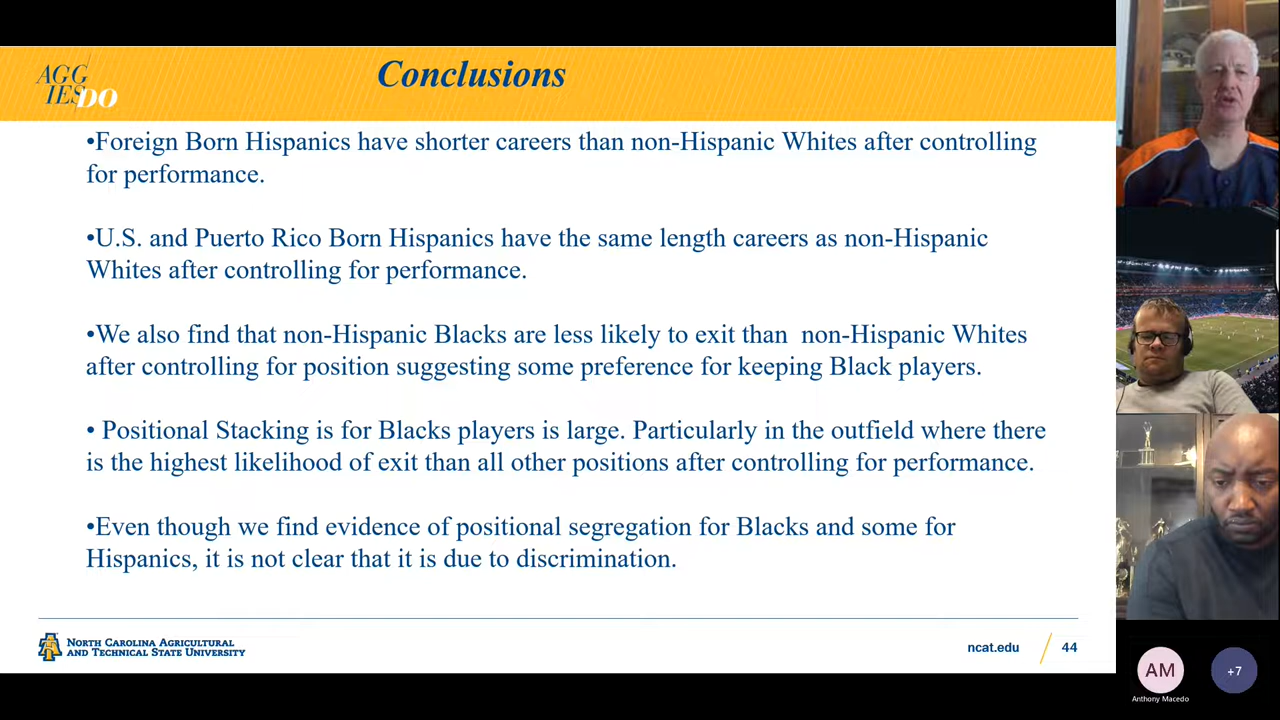 AGG
IES DO
Conclusions
•Foreign Born Hispanics have shorter careers than non-Hispanic Whites after controlling
for performance.
•U.S. and Puerto Rico Born Hispanics have the same length careers as non-Hispanic
Whites after controlling for performance.
•We also find that non-Hispanic Blacks are less likely to exit than  non-Hispanic Whites
after controlling for position suggesting some preference for keeping Black players.
• Positional Stacking is for Blacks players is large. Particularly in the outfield where there
is the highest likelihood of exit than all other positions after controlling for performance.
•Even though we find evidence of positional segregation for Blacks and some for
Hispanics, it is not clear that it is due to discrimination.
NORTH CAROLINA AGRICULTURAL
AND TECHNICAL STATE UNIVERSITY
ncat.edu / 44
AM
+7
Anthony Macedo